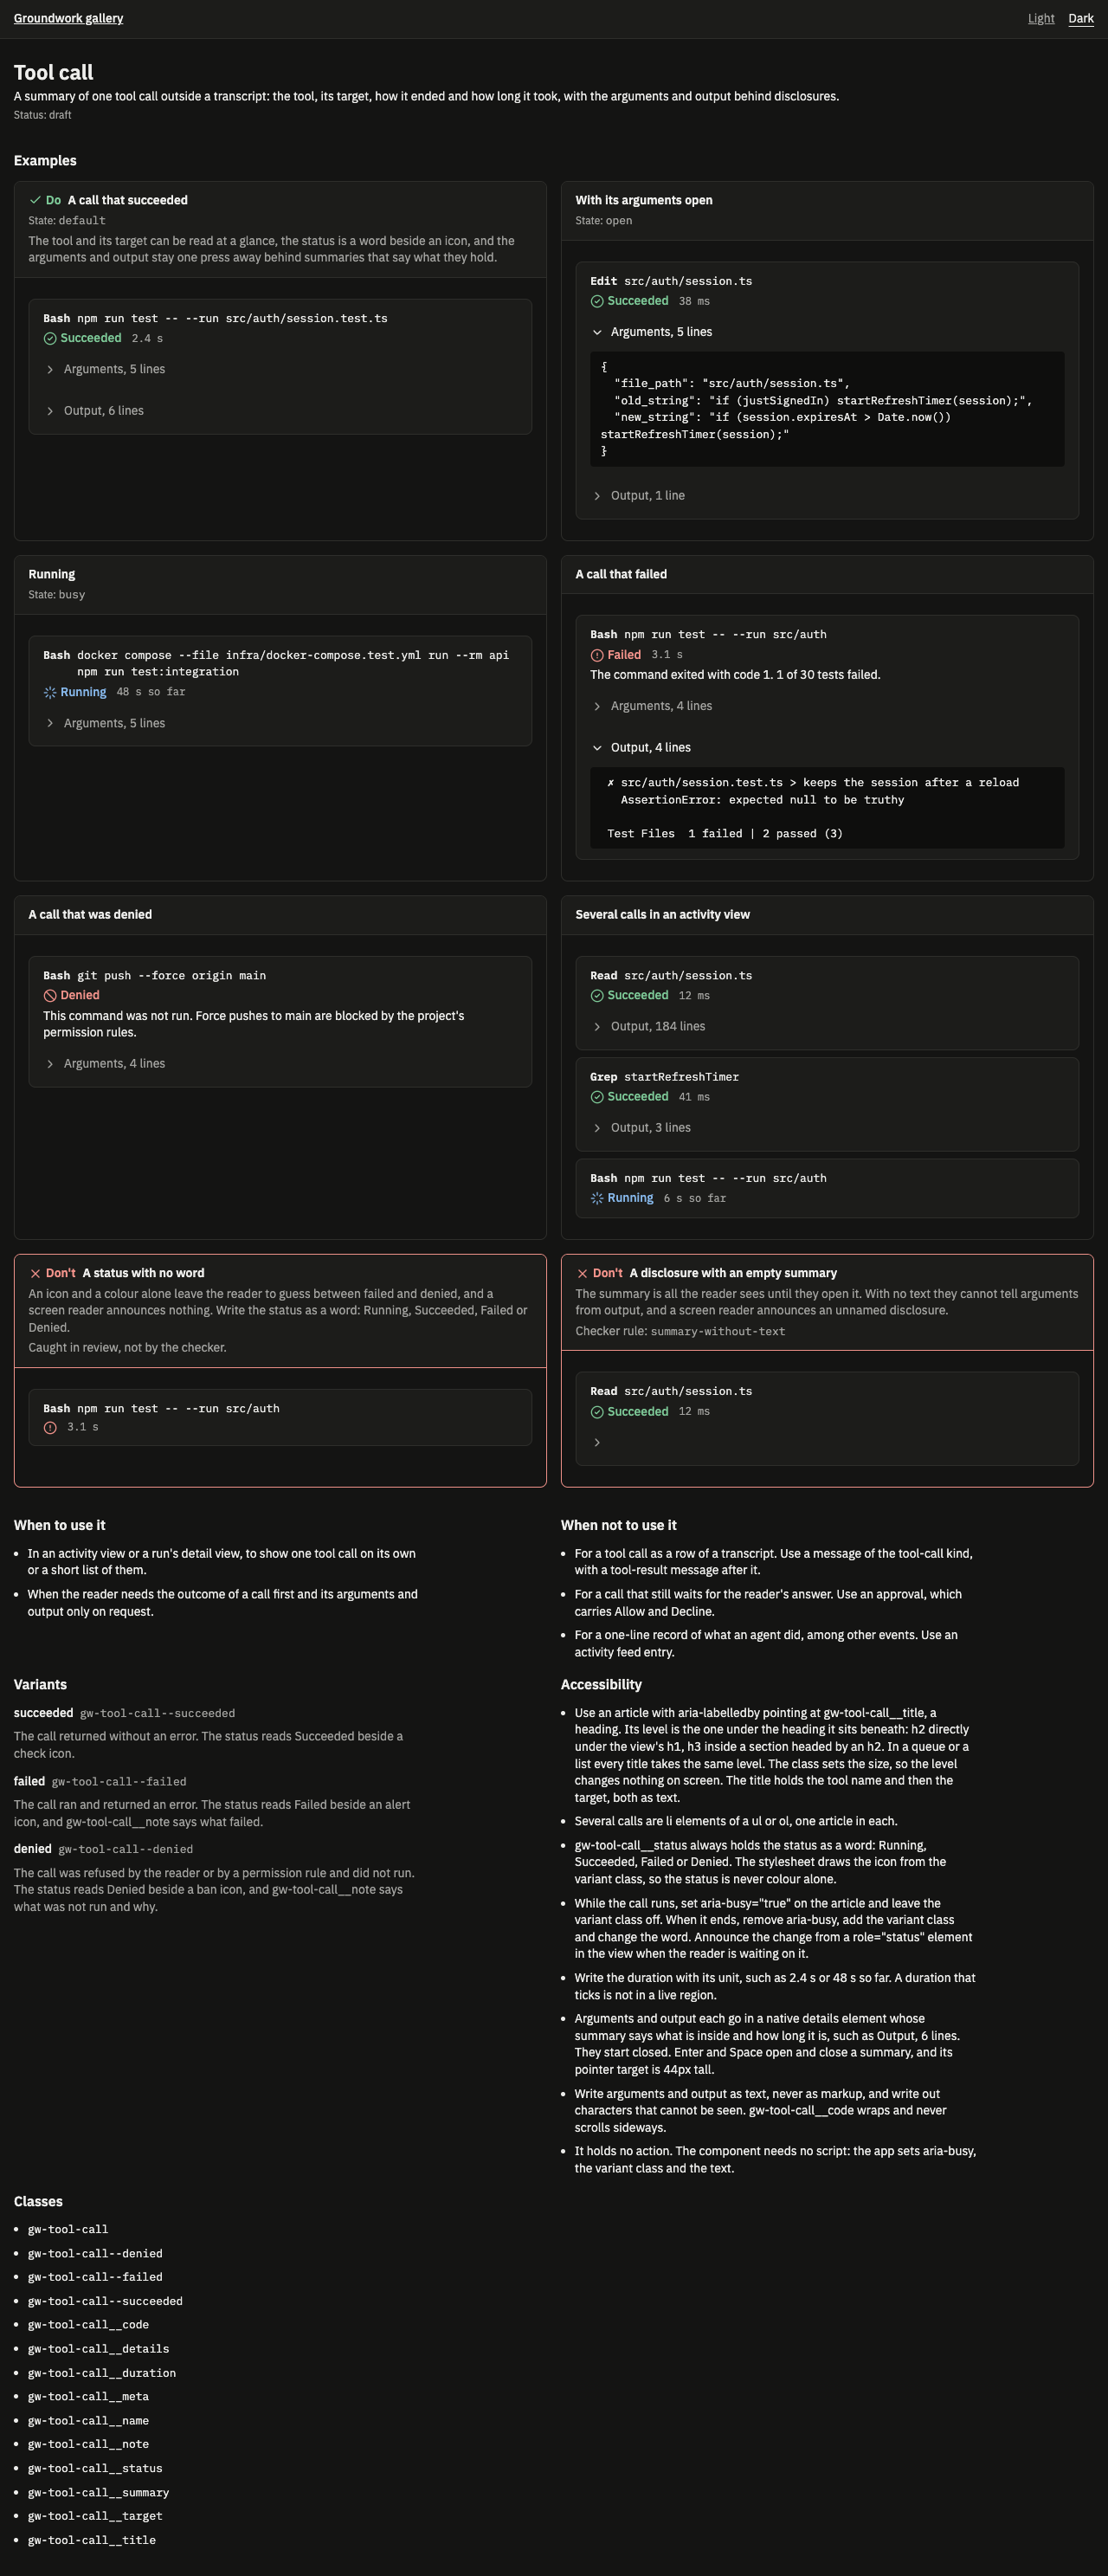 Groundwork gallery
Light Dark
Tool call
A summary of one tool call outside a transcript: the tool, its target, how it ended and how long it took, with the arguments and output behind disclosures.
Status: draft
Examples
Do A call that succeeded
State: default
The tool and its target can be read at a glance, the status is a word beside an icon, and the
arguments and output stay one press away behind summaries that say what they hold.
Bash npm run test -- --run src/auth/session.test.ts
Succeeded 2.4 s
Arguments, 5 lines
Output, 6 lines
With its arguments open
State: open
Edit src/auth/session.ts
Succeeded 38 ms
Arguments, 5 lines
{
"file_path": "src/auth/session.ts",
"old_string": "if (justSignedIn) startRefreshTimer(session);",
"new_string": "if (session.expiresAt > Date.now())
startRefreshTimer(session);"
}
Output, 1 line
Running
State: busy
Bash docker compose --file infra/docker-compose.test.yml run --rm api
npm run test:integration
Running 48 s so far
Arguments, 5 lines
A call that failed
Bash npm run test -- --run src/auth
Failed 3.1 s
The command exited with code 1. 1 of 30 tests failed.
Arguments, 4 lines
Output, 4 lines
✗ src/auth/session.test.ts > keeps the session after a reload
AssertionError: expected null to be truthy
Test Files 1 failed | 2 passed (3)
A call that was denied
Bash git push --force origin main
Denied
This command was not run. Force pushes to main are blocked by the project's
permission rules.
Arguments, 4 lines
Several calls in an activity view
Read src/auth/session.ts
Succeeded 12 ms
Output, 184 lines
Grep startRefreshTimer
Succeeded 41 ms
Output, 3 lines
Bash npm run test -- --run src/auth
Running 6 s so far
Don't A status with no word
An icon and a colour alone leave the reader to guess between failed and denied, and a
screen reader announces nothing. Write the status as a word: Running, Succeeded, Failed or
Denied.
Caught in review, not by the checker.
Bash npm run test -- --run src/auth
3.1 s
Don't A disclosure with an empty summary
The summary is all the reader sees until they open it. With no text they cannot tell arguments
from output, and a screen reader announces an unnamed disclosure.
Checker rule: summary-without-text
Read src/auth/session.ts
Succeeded 12 ms
When to use it
In an activity view or a run's detail view, to show one tool call on its own
or a short list of them.
When the reader needs the outcome of a call first and its arguments and
output only on request.
When not to use it
For a tool call as a row of a transcript. Use a message of the tool-call kind,
with a tool-result message after it.
For a call that still waits for the reader's answer. Use an approval, which
carries Allow and Decline.
For a one-line record of what an agent did, among other events. Use an
activity feed entry.
Variants
succeeded gw-tool-call--succeeded
The call returned without an error. The status reads Succeeded beside a
check icon.
failed gw-tool-call--failed
The call ran and returned an error. The status reads Failed beside an alert
icon, and gw-tool-call__note says what failed.
denied gw-tool-call--denied
The call was refused by the reader or by a permission rule and did not run.
The status reads Denied beside a ban icon, and gw-tool-call__note says
what was not run and why.
Accessibility
Use an article with aria-labelledby pointing at gw-tool-call__title, a
heading. Its level is the one under the heading it sits beneath: h2 directly
under the view's h1, h3 inside a section headed by an h2. In a queue or a
list every title takes the same level. The class sets the size, so the level
changes nothing on screen. The title holds the tool name and then the
target, both as text.
Several calls are li elements of a ul or ol, one article in each.
gw-tool-call__status always holds the status as a word: Running,
Succeeded, Failed or Denied. The stylesheet draws the icon from the
variant class, so the status is never colour alone.
While the call runs, set aria-busy="true" on the article and leave the
variant class off. When it ends, remove aria-busy, add the variant class
and change the word. Announce the change from a role="status" element
in the view when the reader is waiting on it.
Write the duration with its unit, such as 2.4 s or 48 s so far. A duration that
ticks is not in a live region.
Arguments and output each go in a native details element whose
summary says what is inside and how long it is, such as Output, 6 lines.
They start closed. Enter and Space open and close a summary, and its
pointer target is 44px tall.
Write arguments and output as text, never as markup, and write out
characters that cannot be seen. gw-tool-call__code wraps and never
scrolls sideways.
It holds no action. The component needs no script: the app sets aria-busy,
the variant class and the text.
Classes
gw-tool-call
gw-tool-call--denied
gw-tool-call--failed
gw-tool-call--succeeded
gw-tool-call__code
gw-tool-call__details
gw-tool-call__duration
gw-tool-call__meta
gw-tool-call__name
gw-tool-call__note
gw-tool-call__status
gw-tool-call__summary
gw-tool-call__target
gw-tool-call__title